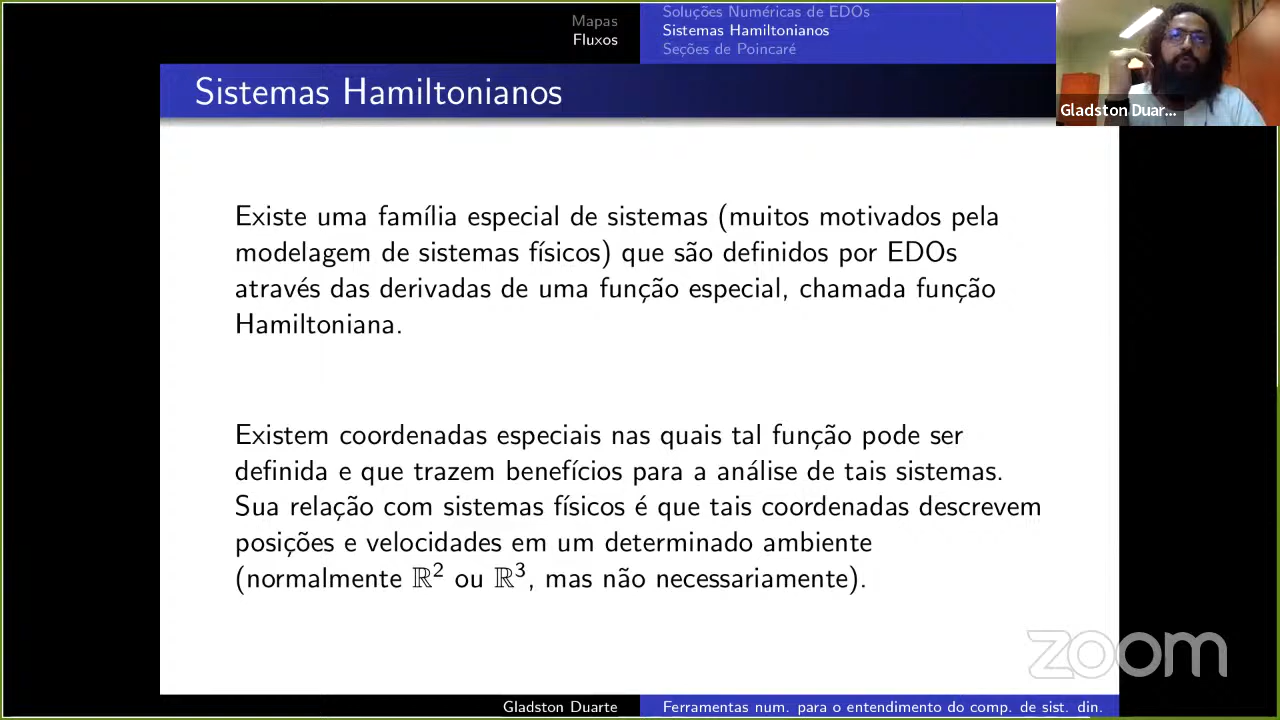 Mapas
Fluxos
Soluções Numéricas de EDOs
Sistemas Hamiltonianos
Seções de Poincaré
Gladston Duar...
Sistemas Hamiltonianos
Existe uma família especial de sistemas (muitos motivados pela
modelagem de sistemas físicos) que são definidos por EDOs
através das derivadas de uma função especial, chamada função
Hamiltoniana.
Existem coordenadas especiais nas quais tal função pode ser
definida e que trazem benefícios para a análise de tais sistemas.
Sua relação com sistemas físicos é que tais coordenadas descrevem
posições e velocidades em um determinado ambiente
(normalmente ℝ² ou ℝ³, mas não necessariamente).
zoom
Gladston Duarte
Ferramentas num. para o entendimento do comp. de sist. din.